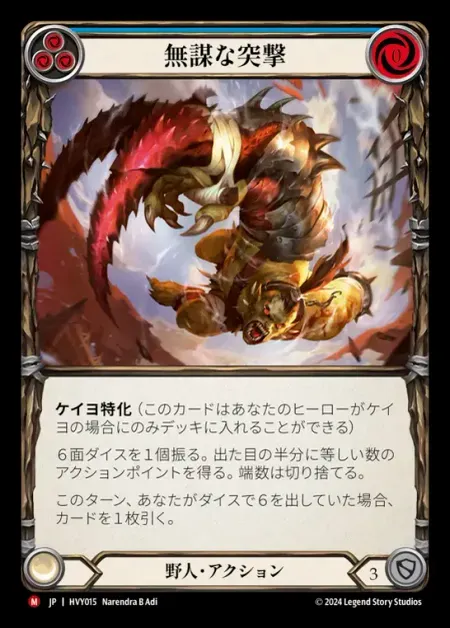 無謀な突撃
0
ケイヨ特化（このカードはあなたのヒーローがケイ
ヨの場合にのみデッキに入れることができる）
６面ダイスを１個振る。出た目の半分に等しい数の
アクションポイントを得る。端数は切り捨てる。
このターン、あなたがダイスで６を出していた場合、
カードを１枚引く。
野人・アクション
3
M JP | HVY015 Narendra B Adi
© 2024 Legend Story Studios